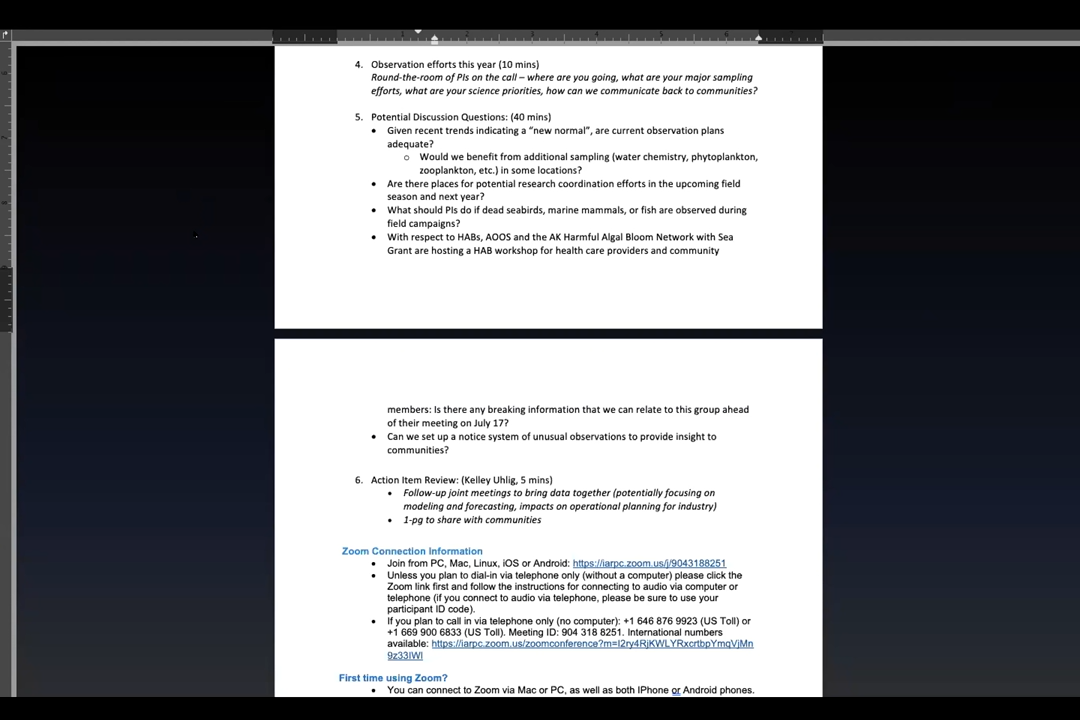 4. Observation efforts this year (10 mins)
Round-the-room of PIs on the call – where are you going, what are your major sampling
efforts, what are your science priorities, how can we communicate back to communities?
5. Potential Discussion Questions: (40 mins)
• Given recent trends indicating a “new normal”, are current observation plans
adequate?
o Would we benefit from additional sampling (water chemistry, phytoplankton,
zooplankton, etc.) in some locations?
• Are there places for potential research coordination efforts in the upcoming field
season and next year?
• What should PIs do if dead seabirds, marine mammals, or fish are observed during
field campaigns?
• With respect to HABs, AOOS and the AK Harmful Algal Bloom Network with Sea
Grant are hosting a HAB workshop for health care providers and community
members: Is there any breaking information that we can relate to this group ahead
of their meeting on July 17?
• Can we set up a notice system of unusual observations to provide insight to
communities?
6. Action Item Review: (Kelley Uhlig, 5 mins)
• Follow-up joint meetings to bring data together (potentially focusing on
modeling and forecasting, impacts on operational planning for industry)
• 1-pg to share with communities
Zoom Connection Information
• Join from PC, Mac, Linux, iOS or Android: https://iarpc.zoom.us/j/9043188251
• Unless you plan to dial-in via telephone only (without a computer) please click the
Zoom link first and follow the instructions for connecting to audio via computer or
telephone (if you connect to audio via telephone, please be sure to use your
participant ID code).
• If you plan to call in via telephone only (no computer): +1 646 876 9923 (US Toll) or
+1 669 900 6833 (US Toll). Meeting ID: 904 318 8251. International numbers
available: https://iarpc.zoom.us/zoomconference?m=I2ry4RjKWLYRxcrtbpYmqVjMn
9z33IWI
First time using Zoom?
• You can connect to Zoom via Mac or PC, as well as both IPhone or Android phones.